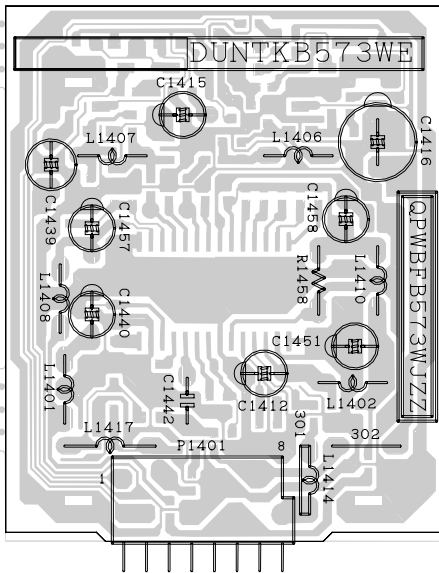 DUNTKB573WE
C1415
L1407
L1406
C1416
C1439
C1457
C1458
QPWBFB573WJZZ
L1408
C1440
R1458
L1410
C1451
L1401
C1442
C1412
L1402
L1417
P1401
8
301
302
1
L1414